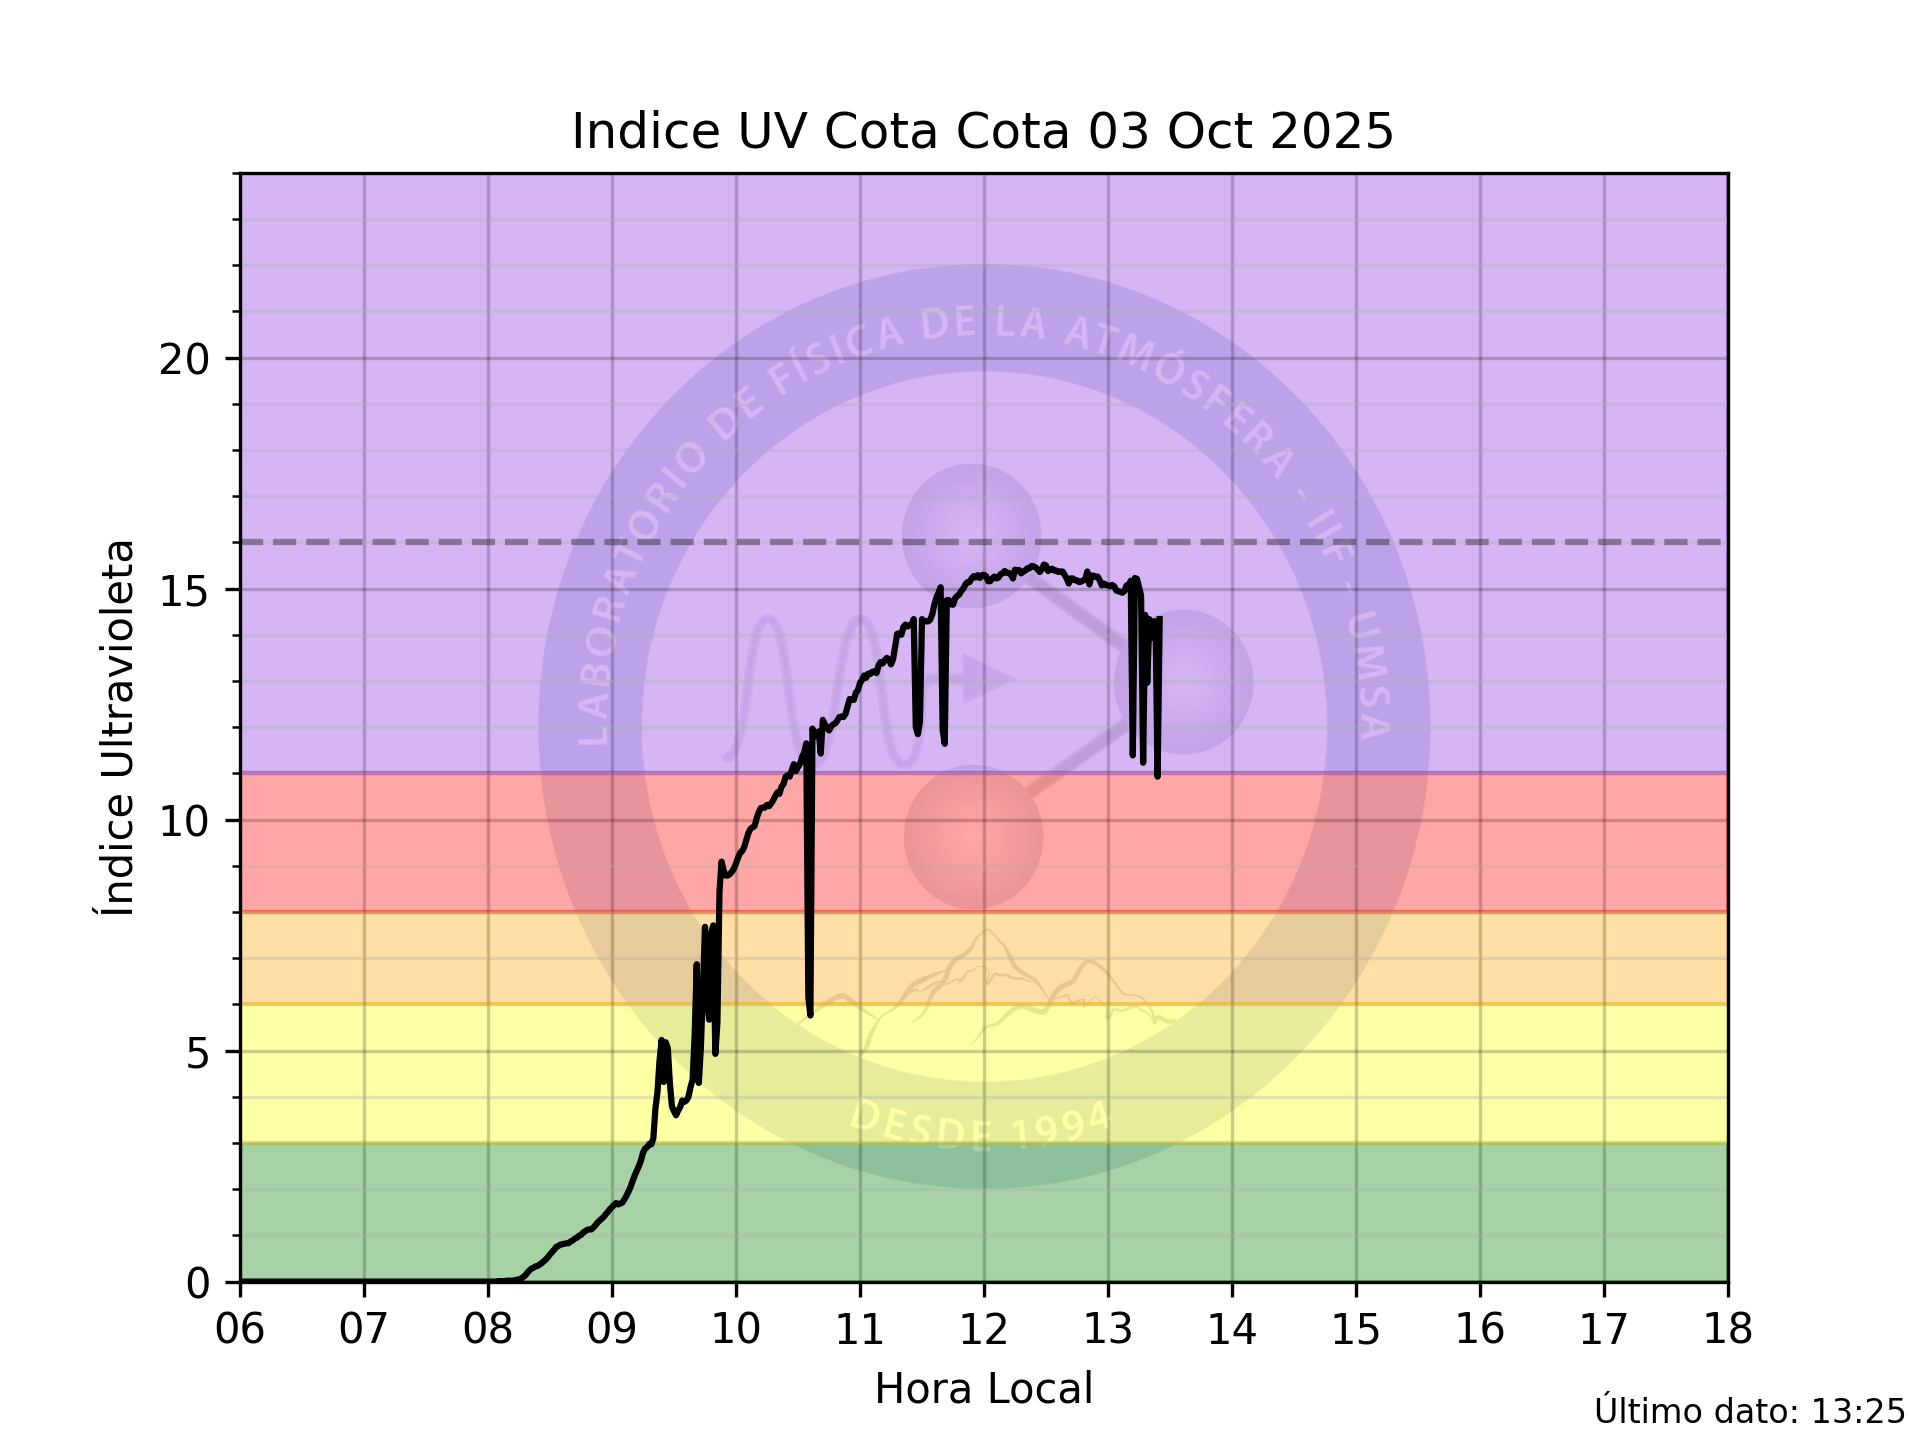 Indice UV Cota Cota 03 Oct 2025
Índice Ultravioleta
20
15
10
5
0
06 07 08 09 10 11 12 13 14 15 16 17 18
Hora Local
Último dato: 13:25
LABORATORIO DE FÍSICA DE LA ATMÓSFERA - IIF - UMSA
DESDE 1994